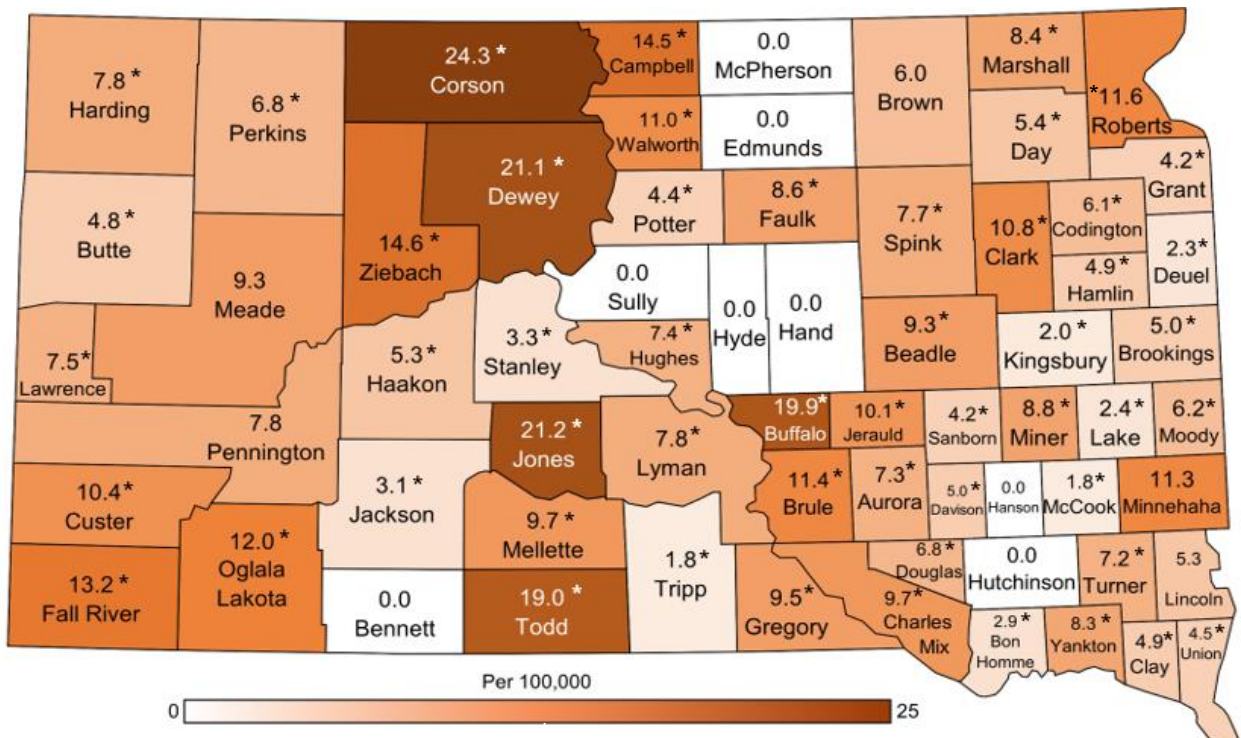 7.8 *
Harding
6.8 *
Perkins
24.3 *
Corson
14.5 *
Campbell
0.0
McPherson
6.0
Brown
8.4 *
Marshall
*11.6
Roberts
11.0 *
Walworth
0.0
Edmunds
5.4 *
Day
4.2 *
Grant
4.8 *
Butte
21.1 *
Dewey
14.6 *
Ziebach
4.4 *
Potter
8.6 *
Faulk
7.7 *
Spink
10.8 *
Clark
6.1 *
Codington
2.3 *
Deuel
4.9 *
Hamlin
9.3
Meade
0.0
Sully
0.0
Hyde
0.0
Hand
9.3 *
Beadle
2.0 *
Kingsbury
5.0 *
Brookings
7.5 *
Lawrence
5.3 *
Haakon
3.3 *
Stanley
7.4 *
Hughes
7.8
Pennington
21.2 *
Jones
7.8 *
Lyman
19.9 *
Buffalo
10.1 *
Jerauld
4.2 *
Sanborn
8.8 *
Miner
2.4 *
Lake
6.2 *
Moody
10.4 *
Custer
3.1 *
Jackson
11.4 *
Brule
7.3 *
Aurora
5.0 *
Davison
0.0
Hanson
1.8 *
McCook
11.3
Minnehaha
13.2 *
Fall River
12.0 *
Oglala
Lakota
9.7 *
Mellette
1.8 *
Tripp
0.0
Bennett
19.0 *
Todd
9.5 *
Gregory
9.7 *
Charles
Mix
6.8 *
Douglas
0.0
Hutchinson
7.2 *
Turner
5.3
Lincoln
2.9 *
Bon
Homme
8.3 *
Yankton
4.9 *
Clay
4.5 *
Union
Per 100,000
0
25